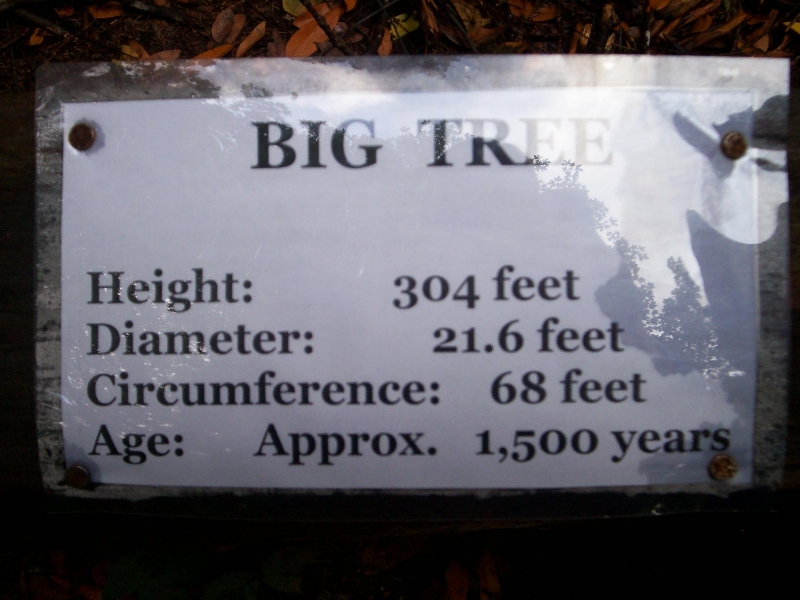 BIG TREE
Height: 304 feet
Diameter: 21.6 feet
Circumference: 68 feet
Age: Approx. 1,500 years